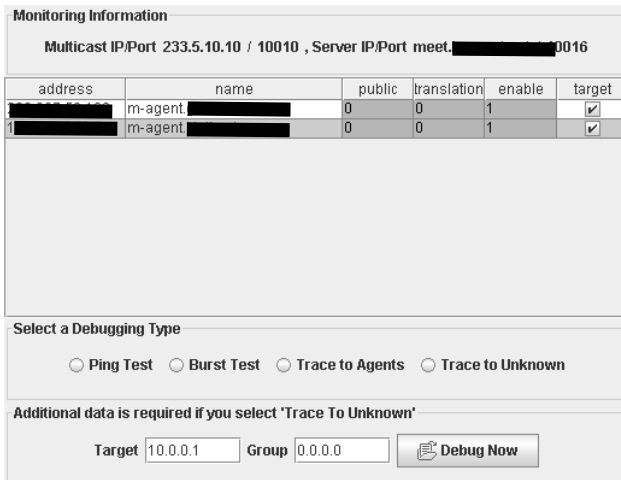 Monitoring Information
Multicast IP/Port 233.5.10.10 / 10010 , Server IP/Port meet. 10016
address name public translation enable target
m-agent. 0 0 1
1 m-agent. 0 0 1
Select a Debugging Type
Ping Test Burst Test Trace to Agents Trace to Unknown
Additional data is required if you select 'Trace To Unknown'
Target 10.0.0.1 Group 0.0.0.0 Debug Now